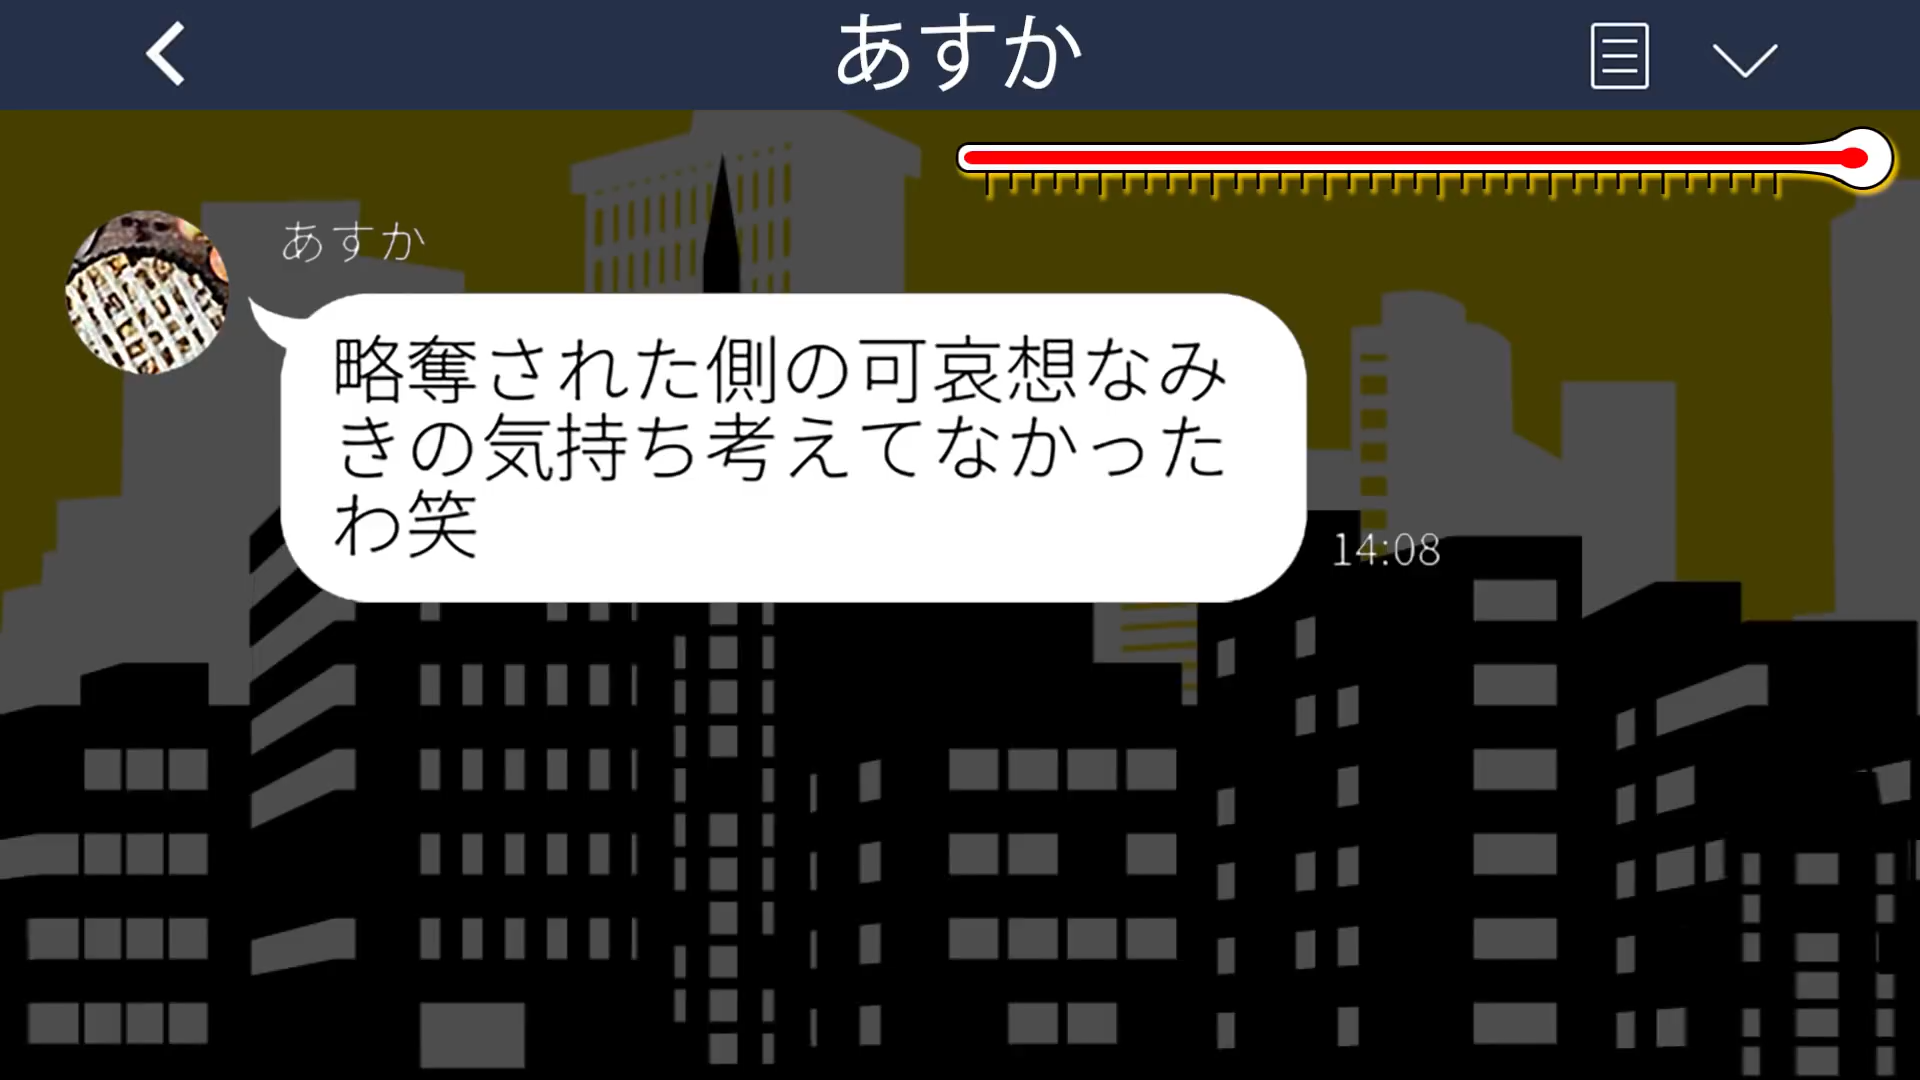 あすか
あすか
略奪された側の可哀想なみ
きの気持ち考えてなかった
わ笑
14:08